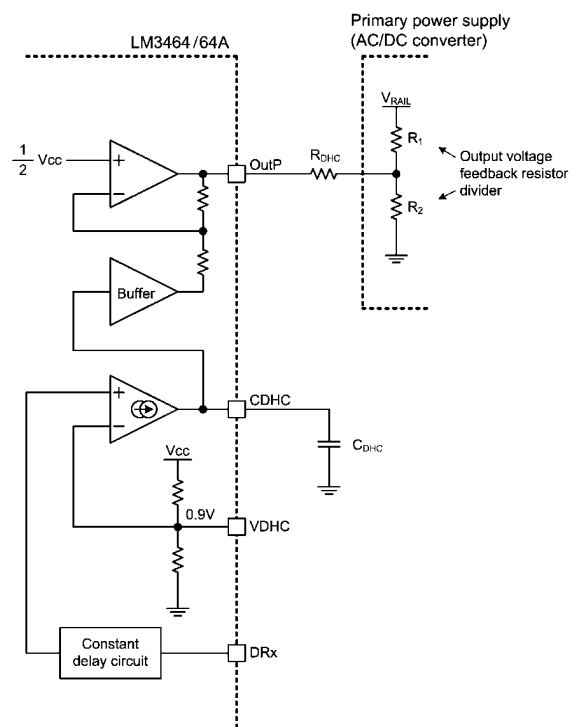 LM3464/64A
Primary power supply
(AC/DC converter)
VRAIL
1/2 Vcc
+
−
OutP
RDHC
R1
R2
Output voltage
feedback resistor
divider
Buffer
+
−
CDHC
CDHC
Vcc
0.9V
VDHC
Constant
delay circuit
DRx